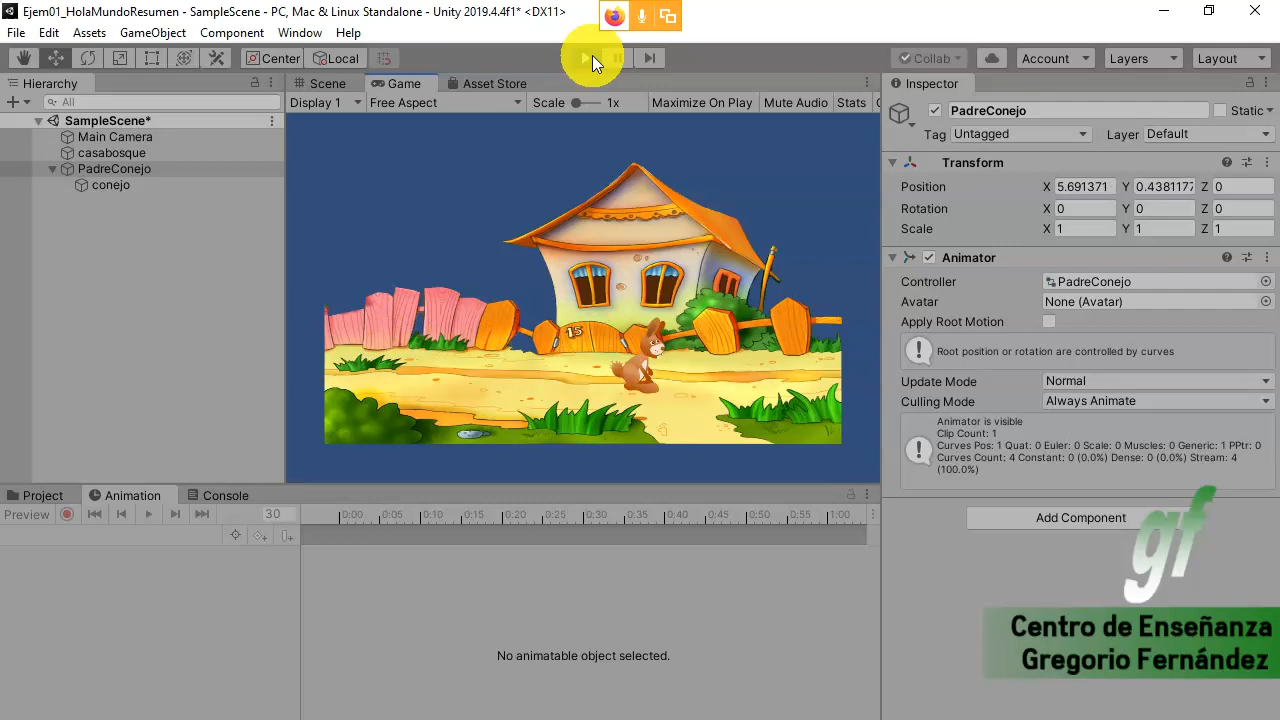 Ejem01_HolaMundoResumen - SampleScene - PC, Mac & Linux Standalone - Unity 2019.4.4f1* <DX11>
File Edit Assets GameObject Component Window Help
Center Local Collab Account Layers Layout
Hierarchy
All
SampleScene*
Main Camera
casabosque
PadreConejo
conejo
Scene Game Asset Store
Display 1 Free Aspect Scale 1x Maximize On Play Mute Audio Stats
15
Inspector
PadreConejo Static
Tag Untagged Layer Default
Transform
Position X 5.691371 Y 0.4381177 Z 0
Rotation X 0 Y 0 Z 0
Scale X 1 Y 1 Z 1
Animator
Controller PadreConejo
Avatar None (Avatar)
Apply Root Motion
Root position or rotation are controlled by curves
Update Mode Normal
Culling Mode Always Animate
Animator is visible
Clip Count: 1
Curves Pos: 1 Quat: 0 Euler: 0 Scale: 0 Muscles: 0 Generic: 1 PPtr: 0
Curves Count: 4 Constant: 0 (0.0%) Dense: 0 (0.0%) Stream: 4
(100.0%)
Add Component
Project Animation Console
Preview 30 0:00 0:05 0:10 0:15 0:20 0:25 0:30 0:35 0:40 0:45 0:50 0:55 1:00
No animatable object selected.
gf
Centro de Enseñanza
Gregorio Fernández